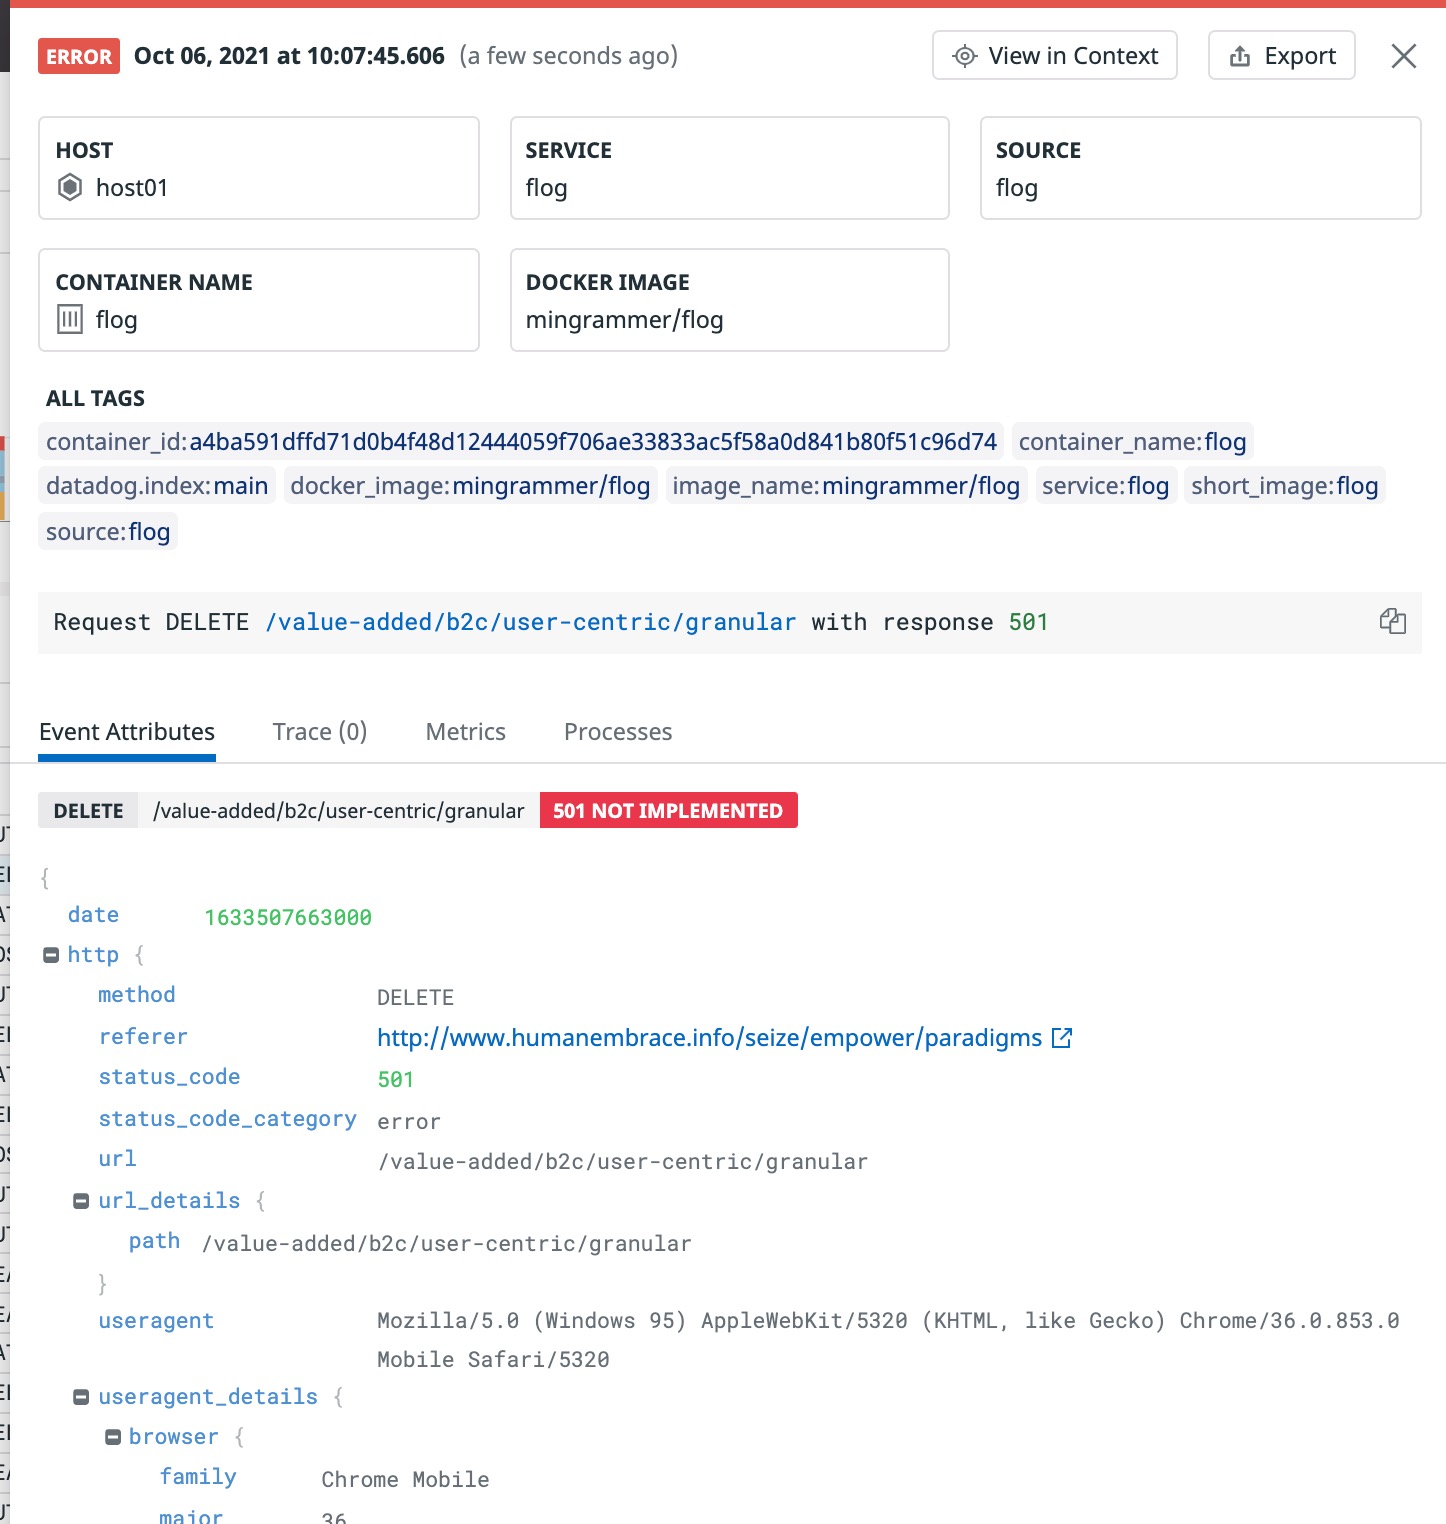 ERROR Oct 06, 2021 at 10:07:45.606 (a few seconds ago) View in Context Export
HOST
host01
SERVICE
flog
SOURCE
flog
CONTAINER NAME
flog
DOCKER IMAGE
mingrammer/flog
ALL TAGS
container_id:a4ba591dffd71d0b4f48d12444059f706ae33833ac5f58a0d841b80f51c96d74 container_name:flog
datadog.index:main docker_image:mingrammer/flog image_name:mingrammer/flog service:flog short_image:flog
source:flog
Request DELETE /value-added/b2c/user-centric/granular with response 501
Event Attributes Trace (0) Metrics Processes
DELETE /value-added/b2c/user-centric/granular 501 NOT IMPLEMENTED
{
date 1633507663000
http {
method DELETE
referer http://www.humanembrace.info/seize/empower/paradigms
status_code 501
status_code_category error
url /value-added/b2c/user-centric/granular
url_details {
path /value-added/b2c/user-centric/granular
}
useragent Mozilla/5.0 (Windows 95) AppleWebKit/5320 (KHTML, like Gecko) Chrome/36.0.853.0
Mobile Safari/5320
useragent_details {
browser {
family Chrome Mobile
major 36